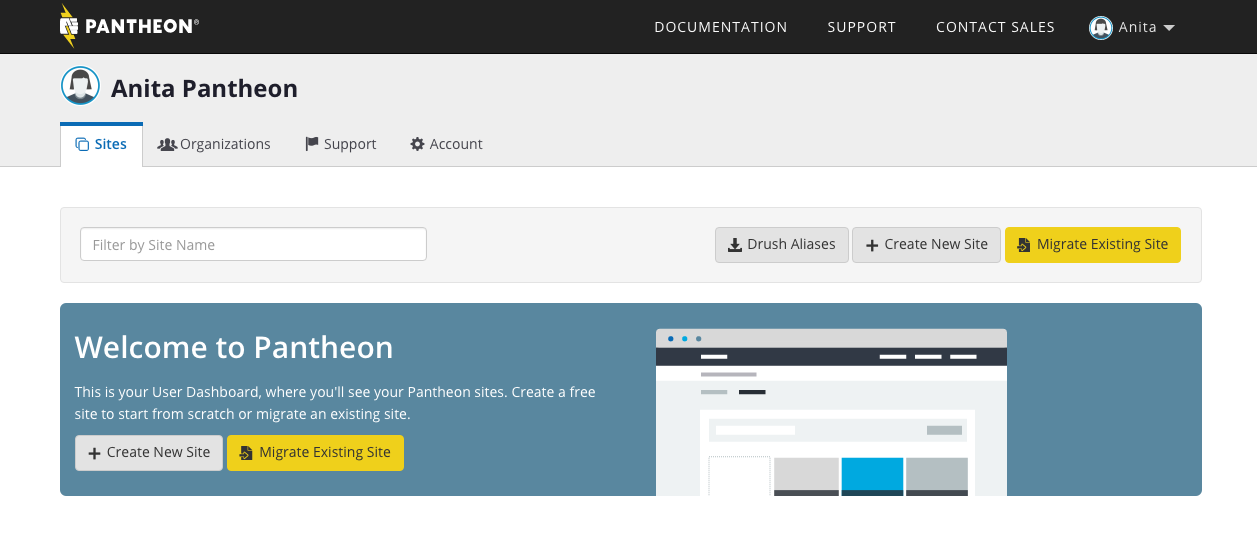 PANTHEON®
DOCUMENTATION SUPPORT CONTACT SALES Anita
Anita Pantheon
Sites Organizations Support Account
Filter by Site Name
Drush Aliases Create New Site Migrate Existing Site
Welcome to Pantheon
This is your User Dashboard, where you'll see your Pantheon sites. Create a free
site to start from scratch or migrate an existing site.
Create New Site Migrate Existing Site